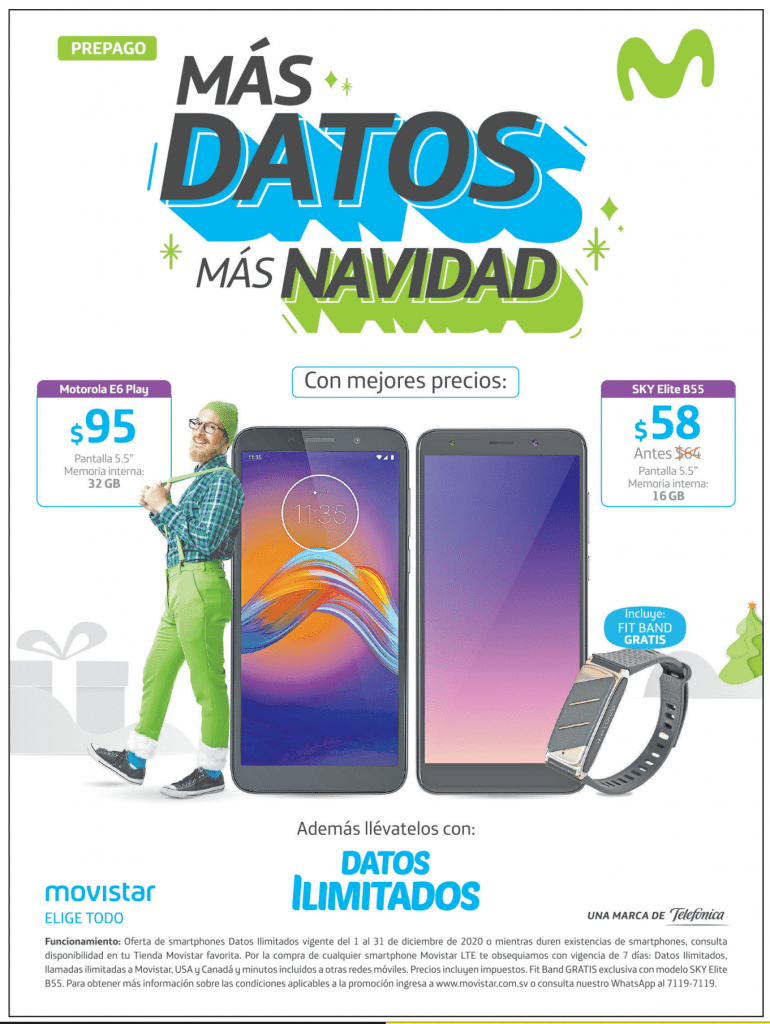 PREPAGO
MÁS
DATOS
MÁS NAVIDAD
Con mejores precios:
Motorola E6 Play
$95
Pantalla 5.5"
Memoria interna:
32 GB
SKY Elite B55
$58
Antes $64
Pantalla 5.5"
Memoria interna:
16 GB
11:35
11:35
Incluye:
FIT BAND
GRATIS
Además llévatelos con:
DATOS
ILIMITADOS
movistar
ELIGE TODO
UNA MARCA DE Telefónica
Funcionamiento: Oferta de smartphones Datos Ilimitados vigente del 1 al 31 de diciembre de 2020 o mientras duren existencias de smartphones, consulta
disponibilidad en tu Tienda Movistar favorita. Por la compra de cualquier smartphone Movistar LTE te obsequiamos con vigencia de 7 días: Datos Ilimitados,
llamadas ilimitadas a Movistar, USA y Canadá y minutos incluidos a otras redes móviles. Precios incluyen impuestos. Fit Band GRATIS exclusiva con modelo SKY Elite
B55. Para obtener más información sobre las condiciones aplicables a la promoción ingresa a www.movistar.com.sv o consulta nuestro WhatsApp al 7119-7119.